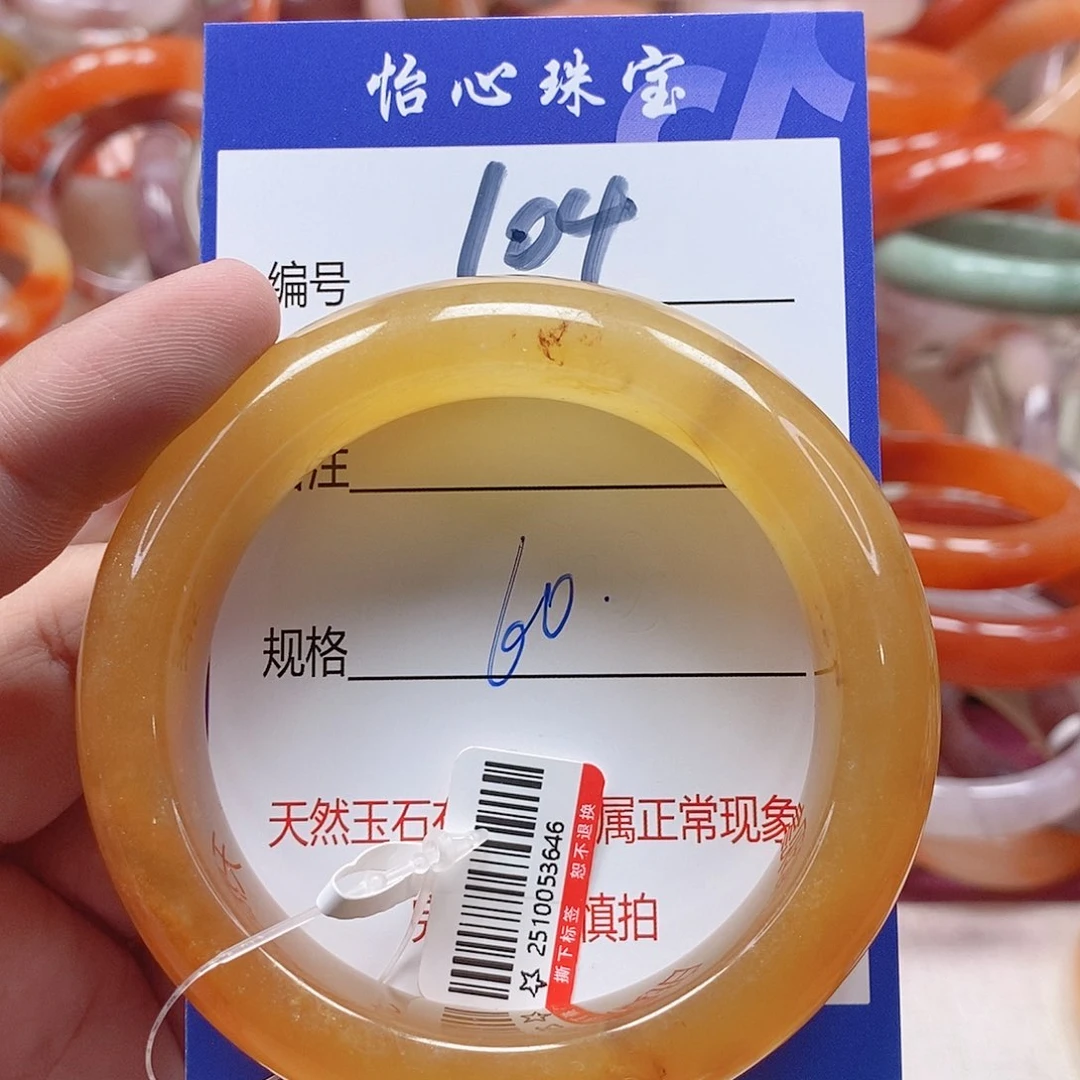 怡心珠宝
编号 104
注
规格 60.
天然玉石 属正常现象
慎拍
2510053646
撕下标签 恕不退换